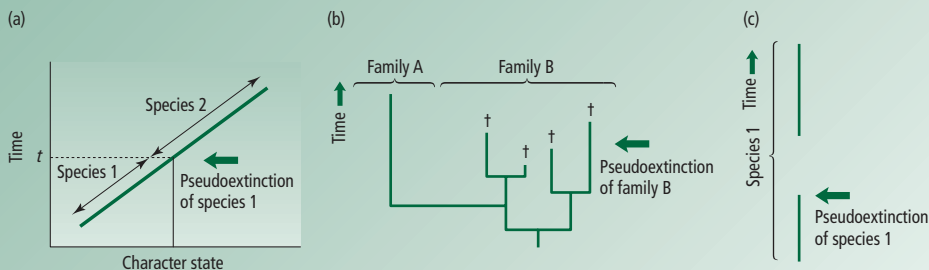 (a)
Time
t
Species 2
Species 1
Pseudoextinction
of species 1
Character state
(b)
Time
Family A
Family B
†
†
†
†
Pseudoextinction
of family B
(c)
Time
Species 1
Pseudoextinction
of species 1